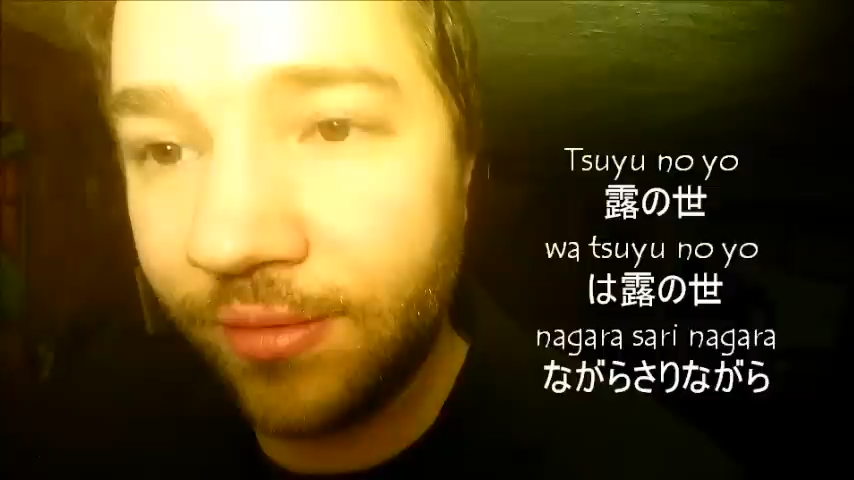 Tsuyu no yo
露の世
wa tsuyu no yo
は露の世
nagara sari nagara
ながらさりながら